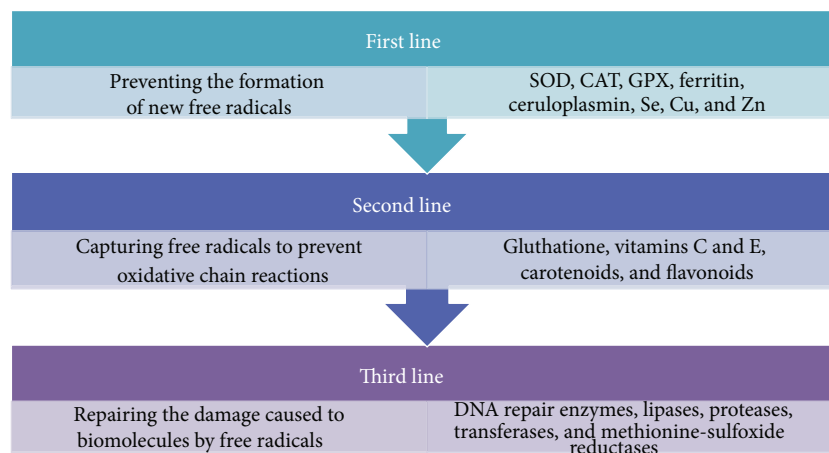 First line
Preventing the formation
of new free radicals
SOD, CAT, GPX, ferritin,
ceruloplasmin, Se, Cu, and Zn
Second line
Capturing free radicals to prevent
oxidative chain reactions
Gluthatione, vitamins C and E,
carotenoids, and flavonoids
Third line
Repairing the damage caused to
biomolecules by free radicals
DNA repair enzymes, lipases, proteases,
transferases, and methionine-sulfoxide
reductases